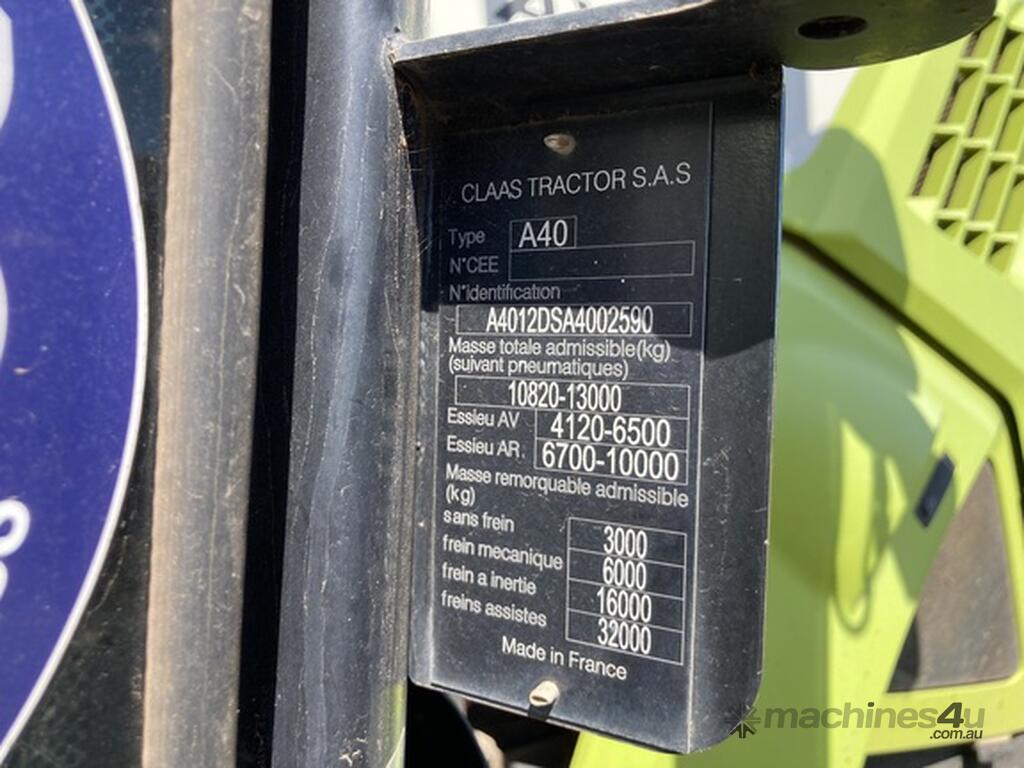 CLAAS TRACTOR S.A.S
Type A40
N°CEE
N°identification
A4012DSA4002590
Masse totale admissible(kg)
(suivant pneumatiques)
10820-13000
Essieu AV 4120-6500
Essieu AR. 6700-10000
Masse remorquable admissible
(kg)
sans frein 3000
frein mecanique 6000
frein a inertie 16000
freins assistes 32000
Made in France
machines4u
.com.au